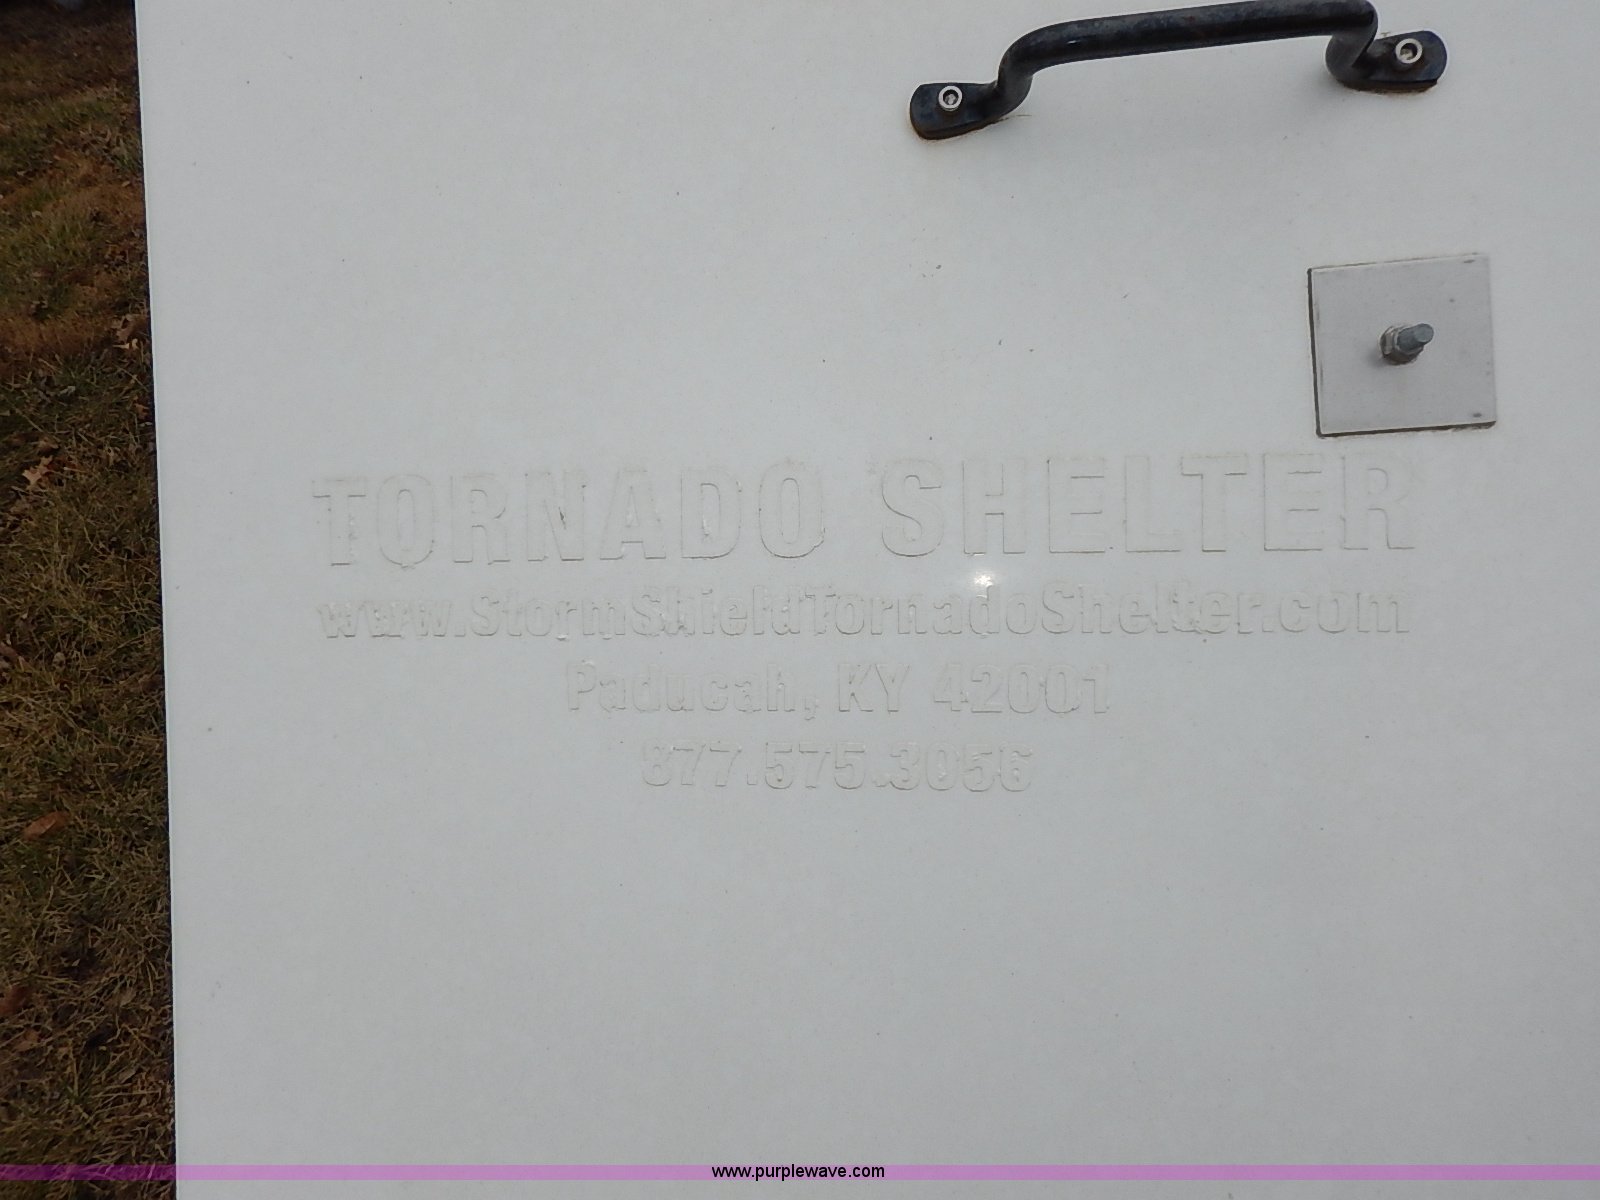 TORNADO SHELTER
www.StormShieldTornadoShelter.com
Paducah, KY 42001
877.575.3056
www.purplewave.com